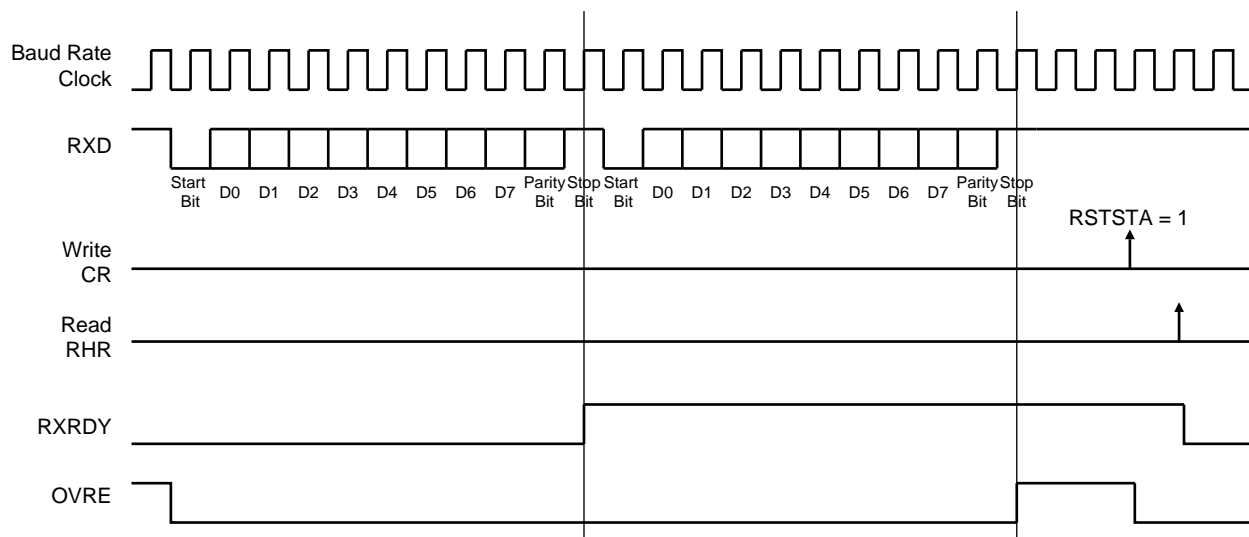 Baud Rate
Clock
RXD
Start
Bit
D0 D1 D2 D3 D4 D5 D6 D7
Parity
Bit
Stop
Bit
Start
Bit
D0 D1 D2 D3 D4 D5 D6 D7
Parity
Bit
Stop
Bit
RSTSTA = 1
Write
CR
Read
RHR
RXRDY
OVRE